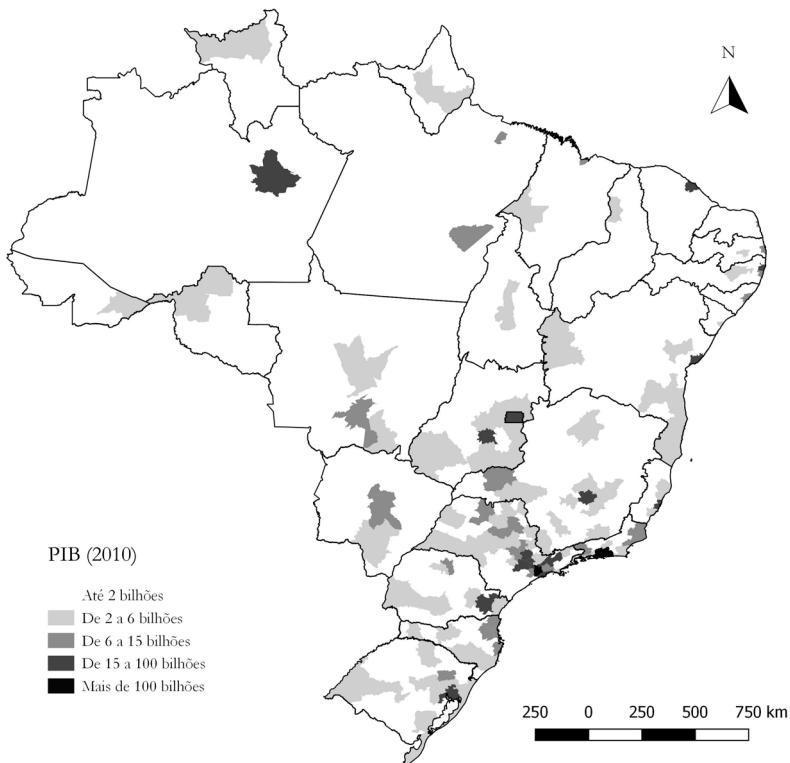 N
PIB (2010)
Até 2 bilhões
De 2 a 6 bilhões
De 6 a 15 bilhões
De 15 a 100 bilhões
Mais de 100 bilhões
250 0 250 500 750 km